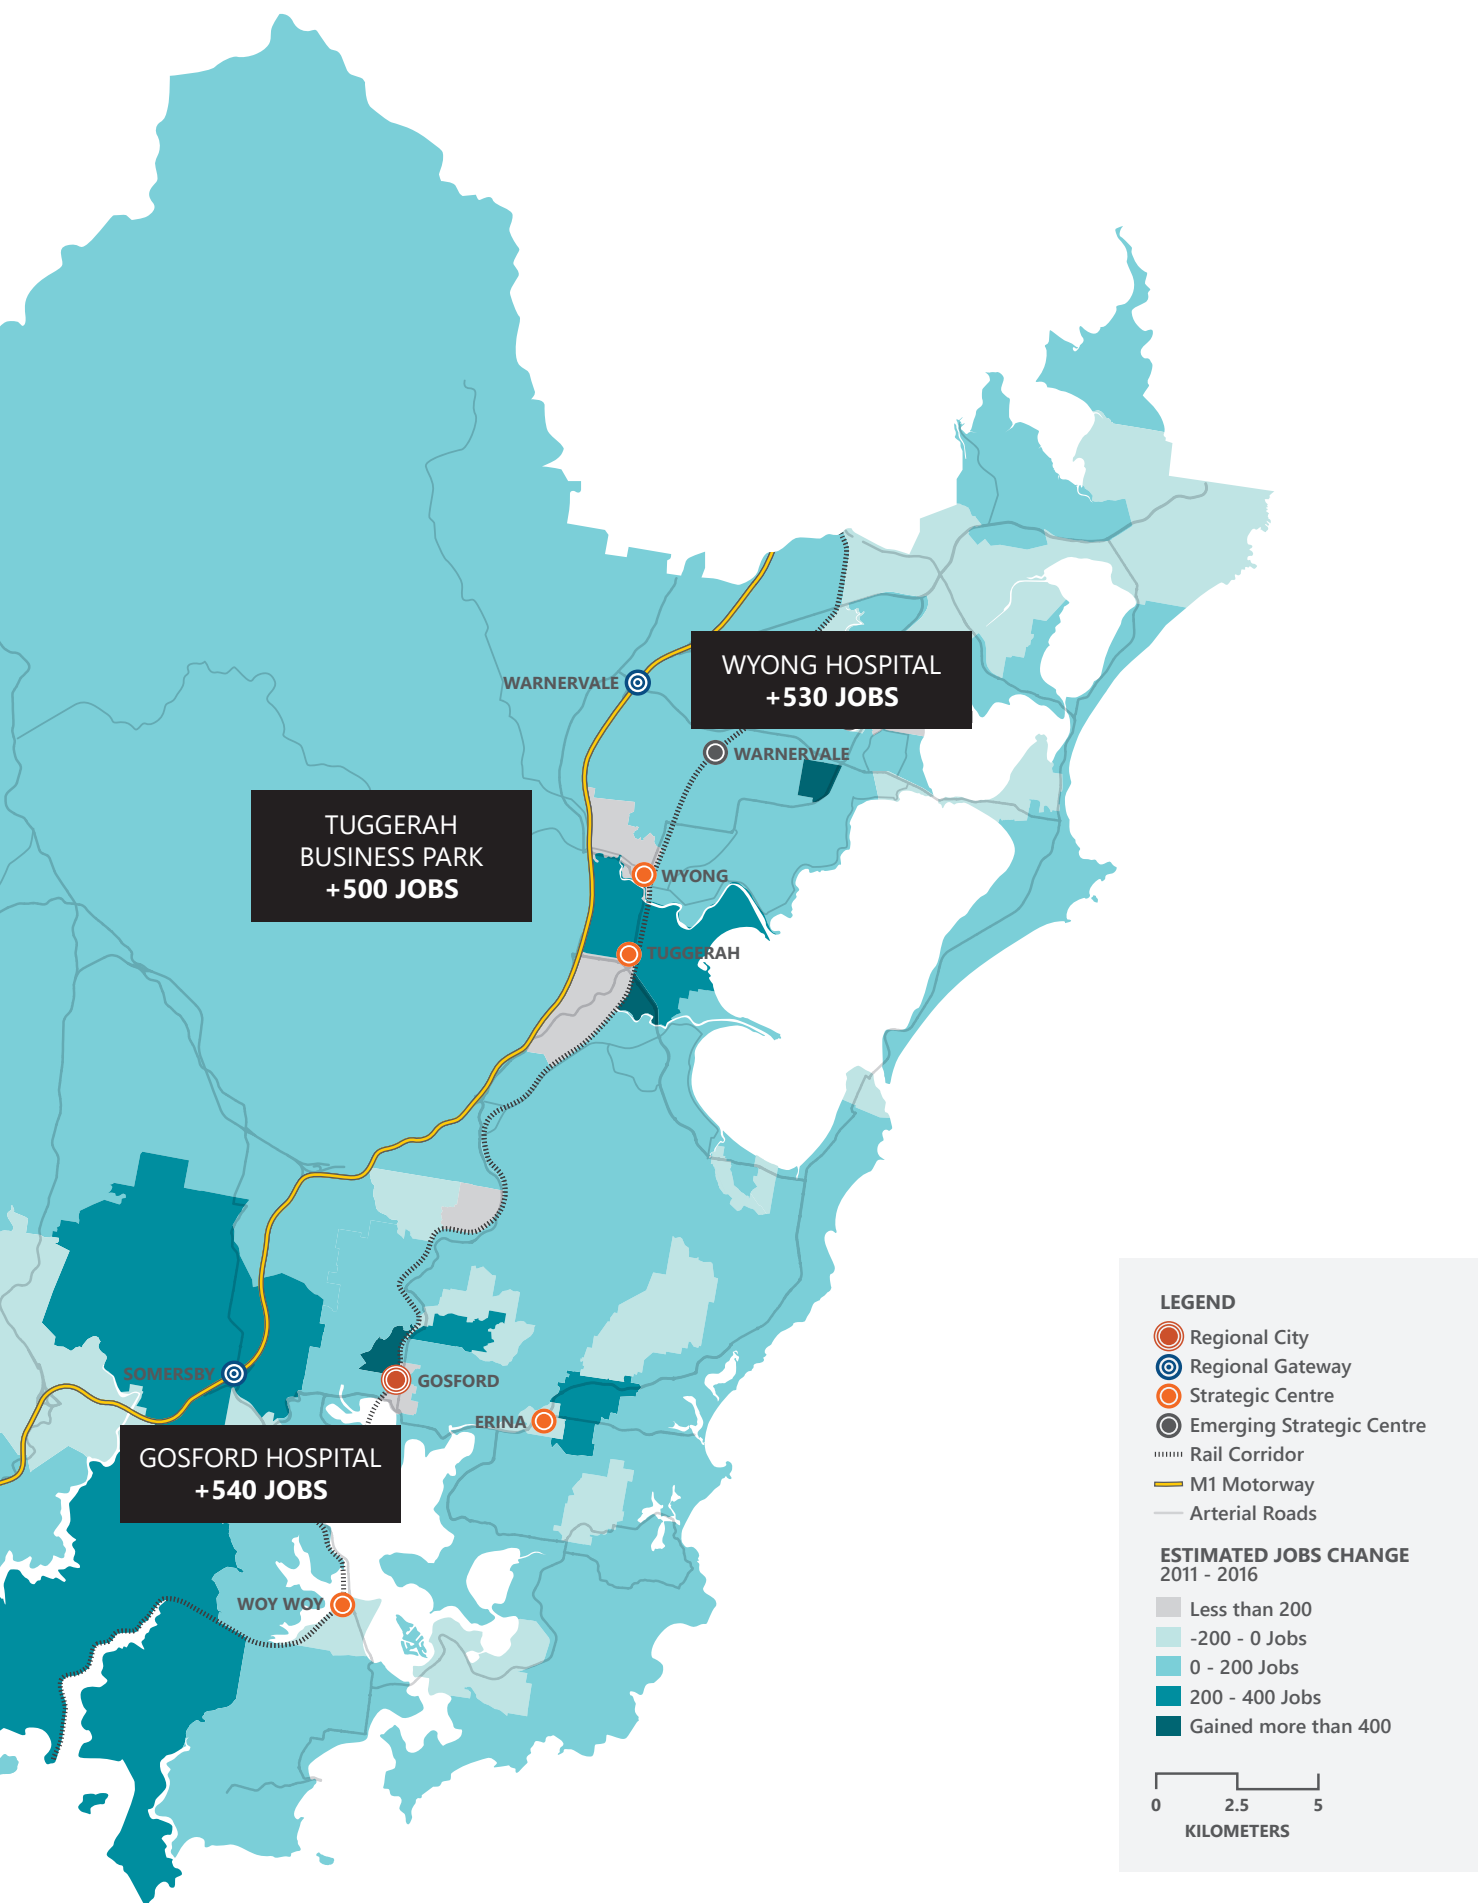 WYONG HOSPITAL
+530 JOBS
WARNERVALE
WARNERVALE
TUGGERAH
BUSINESS PARK
+500 JOBS
WYONG
TUGGERAH
SOMERSBY
GOSFORD
ERINA
GOSFORD HOSPITAL
+540 JOBS
WOY WOY
LEGEND
Regional City
Regional Gateway
Strategic Centre
Emerging Strategic Centre
Rail Corridor
M1 Motorway
Arterial Roads
ESTIMATED JOBS CHANGE
2011 - 2016
Less than 200
-200 - 0 Jobs
0 - 200 Jobs
200 - 400 Jobs
Gained more than 400
0 2.5 5
KILOMETERS